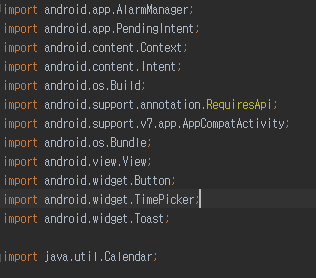 import android.app.AlarmManager;
import android.app.PendingIntent;
import android.content.Context;
import android.content.Intent;
import android.os.Build;
import android.support.annotation.RequiresApi;
import android.support.v7.app.AppCompatActivity;
import android.os.Bundle;
import android.view.View;
import android.widget.Button;
import android.widget.TimePicker;
import android.widget.Toast;
import java.util.Calendar;